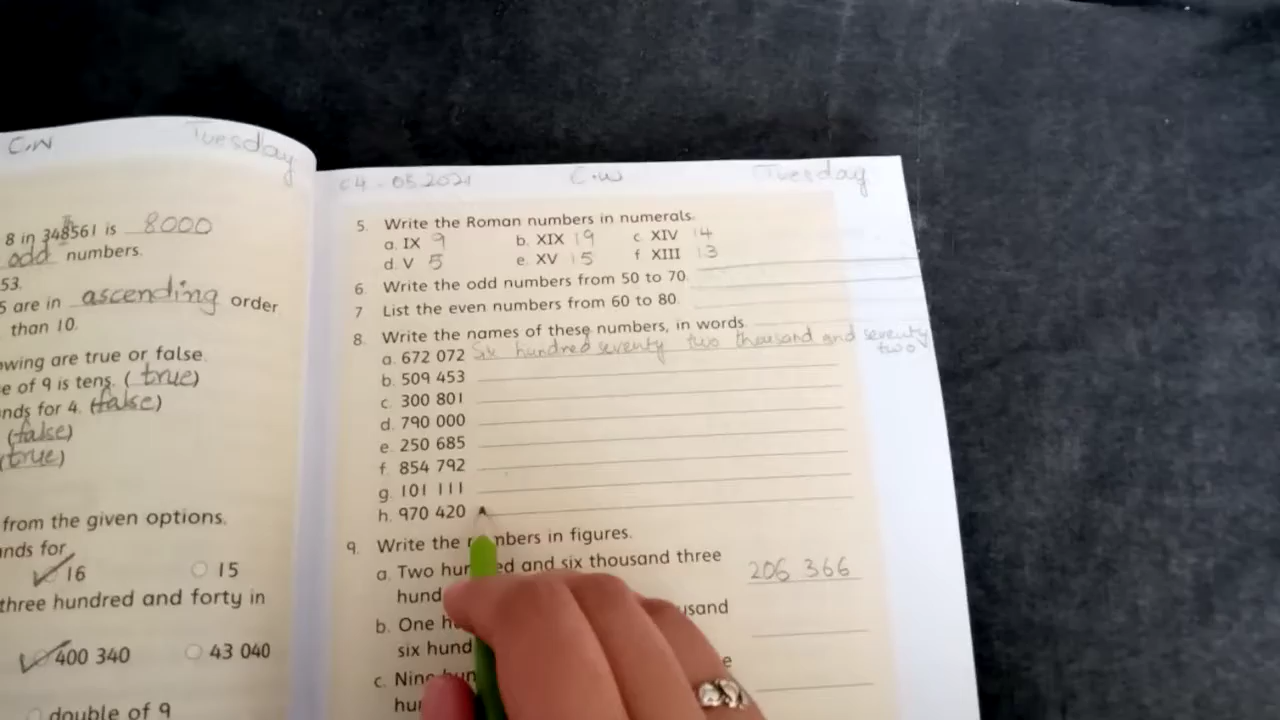 C.W Tuesday
8 in 348561 is 8000
odd numbers.
53.
5 are in ascending order
than 10.
owing are true or false.
e of 9 is tens. (true)
nds for 4. (false)
(false)
(true)
from the given options.
nds for
16 15
three hundred and forty in
400 340 43 040
double of 9
04-05.2021 C.W Tuesday
5. Write the Roman numbers in numerals.
a. IX 9 b. XIX 19 c. XIV 14
d. V 5 e. XV 15 f XIII 13
6. Write the odd numbers from 50 to 70.
7 List the even numbers from 60 to 80.
8. Write the names of these numbers, in words
a. 672 072 Six hundred seventy two thousand and seventy
two
b. 509 453
c. 300 801
d. 790 000
e. 250 685
f. 854 792
g. 101 111
h. 970 420
9. Write the numbers in figures.
a. Two hundred and six thousand three
hund 206 366
b. One h usand
six hund
c. Nine hun e
hu